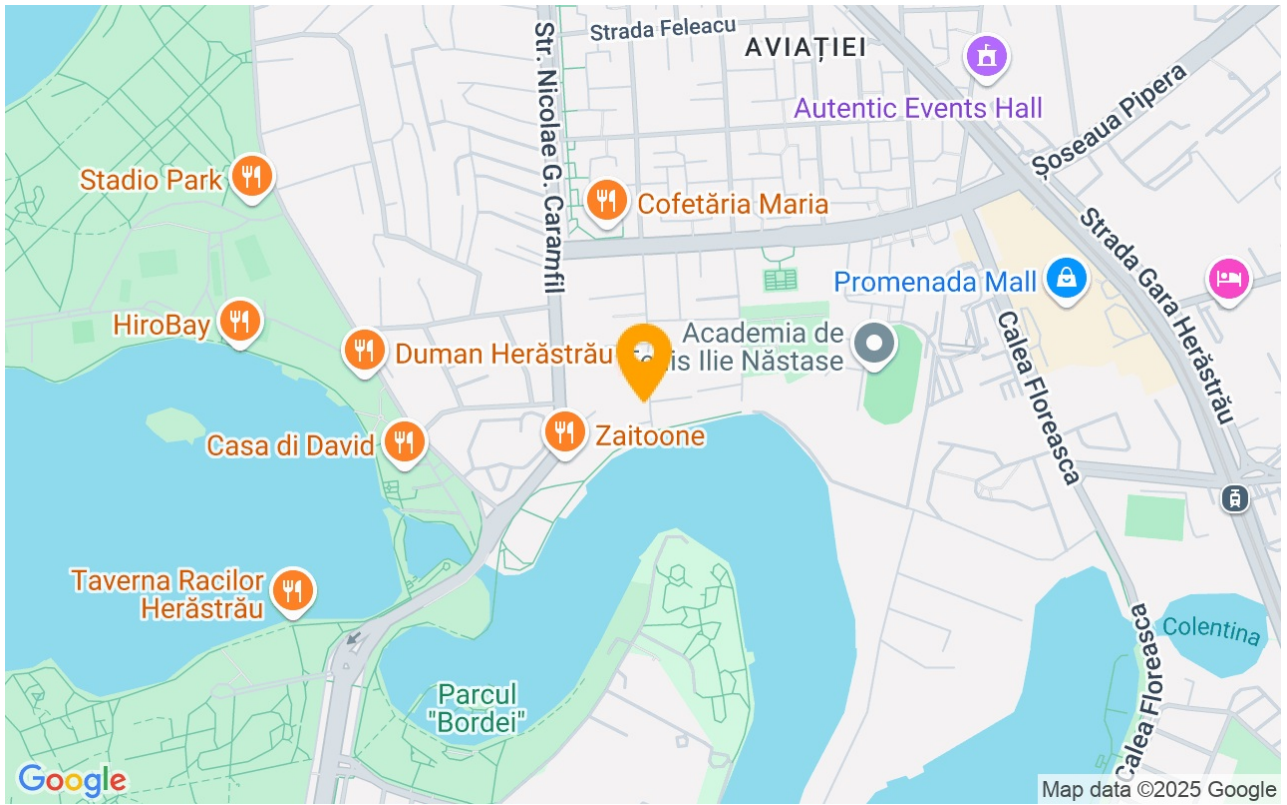 Strada Feleacu
AVIAȚIEI
Str. Nicolae G. Caramfil
Autentic Events Hall
Șoseaua Pipera
Stadio Park
Cofetăria Maria
Strada Gara Herăstrău
Promenada Mall
HiroBay
Duman Herăstrău
Academia de
is Ilie Năstase
Calea Floreasca
Casa di David
Zaitoone
Taverna Racilor
Herăstrău
Colentina
Calea Floreasca
Parcul
"Bordei"
Google
Map data ©2025 Google